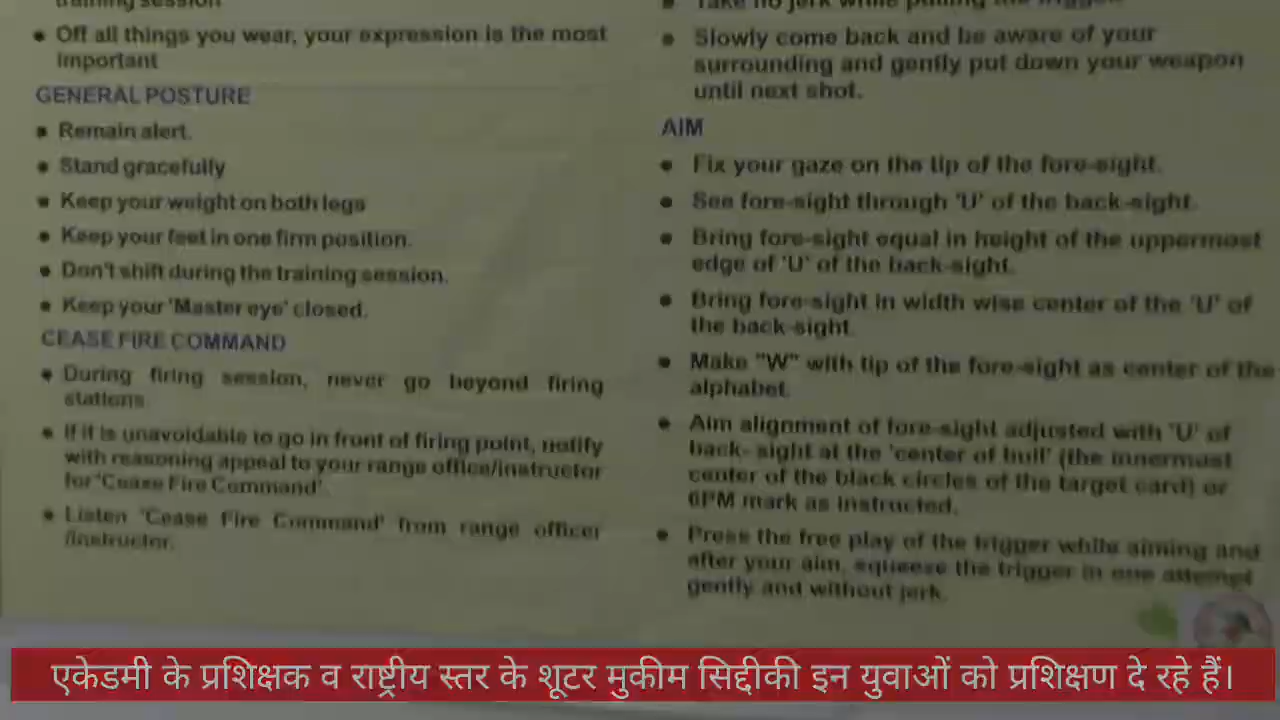 training session
• Off all things you wear, your expression is the most
important
GENERAL POSTURE
• Remain alert.
• Stand gracefully
• Keep your weight on both legs
• Keep your feet in one firm position.
• Don't shift during the training session.
• Keep your 'Master eye' closed.
CEASE FIRE COMMAND
• During firing session, never go beyond firing
stations
• If it is unavoidable to go in front of firing point, notify
with reasoning appeal to your range office/instructor
for 'Cease Fire Command'.
• Listen 'Cease Fire Command' from range officer
/instructor.
• Take no jerk while pulling the trigger.
• Slowly come back and be aware of your
surrounding and gently put down your weapon
until next shot.
AIM
• Fix your gaze on the tip of the fore-sight.
• See fore-sight through 'U' of the back-sight.
• Bring fore-sight equal in height of the uppermost
edge of 'U' of the back-sight.
• Bring fore-sight in width wise center of the 'U' of
the back-sight.
• Make "W" with tip of the fore-sight as center of the
alphabet.
• Aim alignment of fore-sight adjusted with 'U' of
back- sight at the 'center of bull' (the innermost
center of the black circles of the target card) or
6PM mark as instructed.
• Press the free play of the trigger while aiming and
after your aim, squeeze the trigger in one attempt
gently and without jerk.
एकेडमी के प्रशिक्षक व राष्ट्रीय स्तर के शूटर मुकीम सिद्दीकी इन युवाओं को प्रशिक्षण दे रहे हैं।